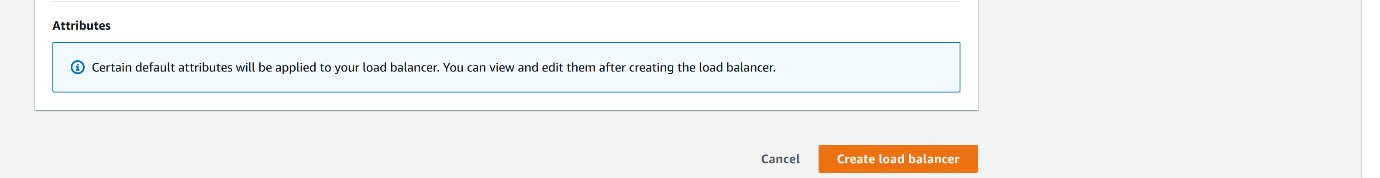 Attributes
Certain default attributes will be applied to your load balancer. You can view and edit them after creating the load balancer.
Cancel
Create load balancer